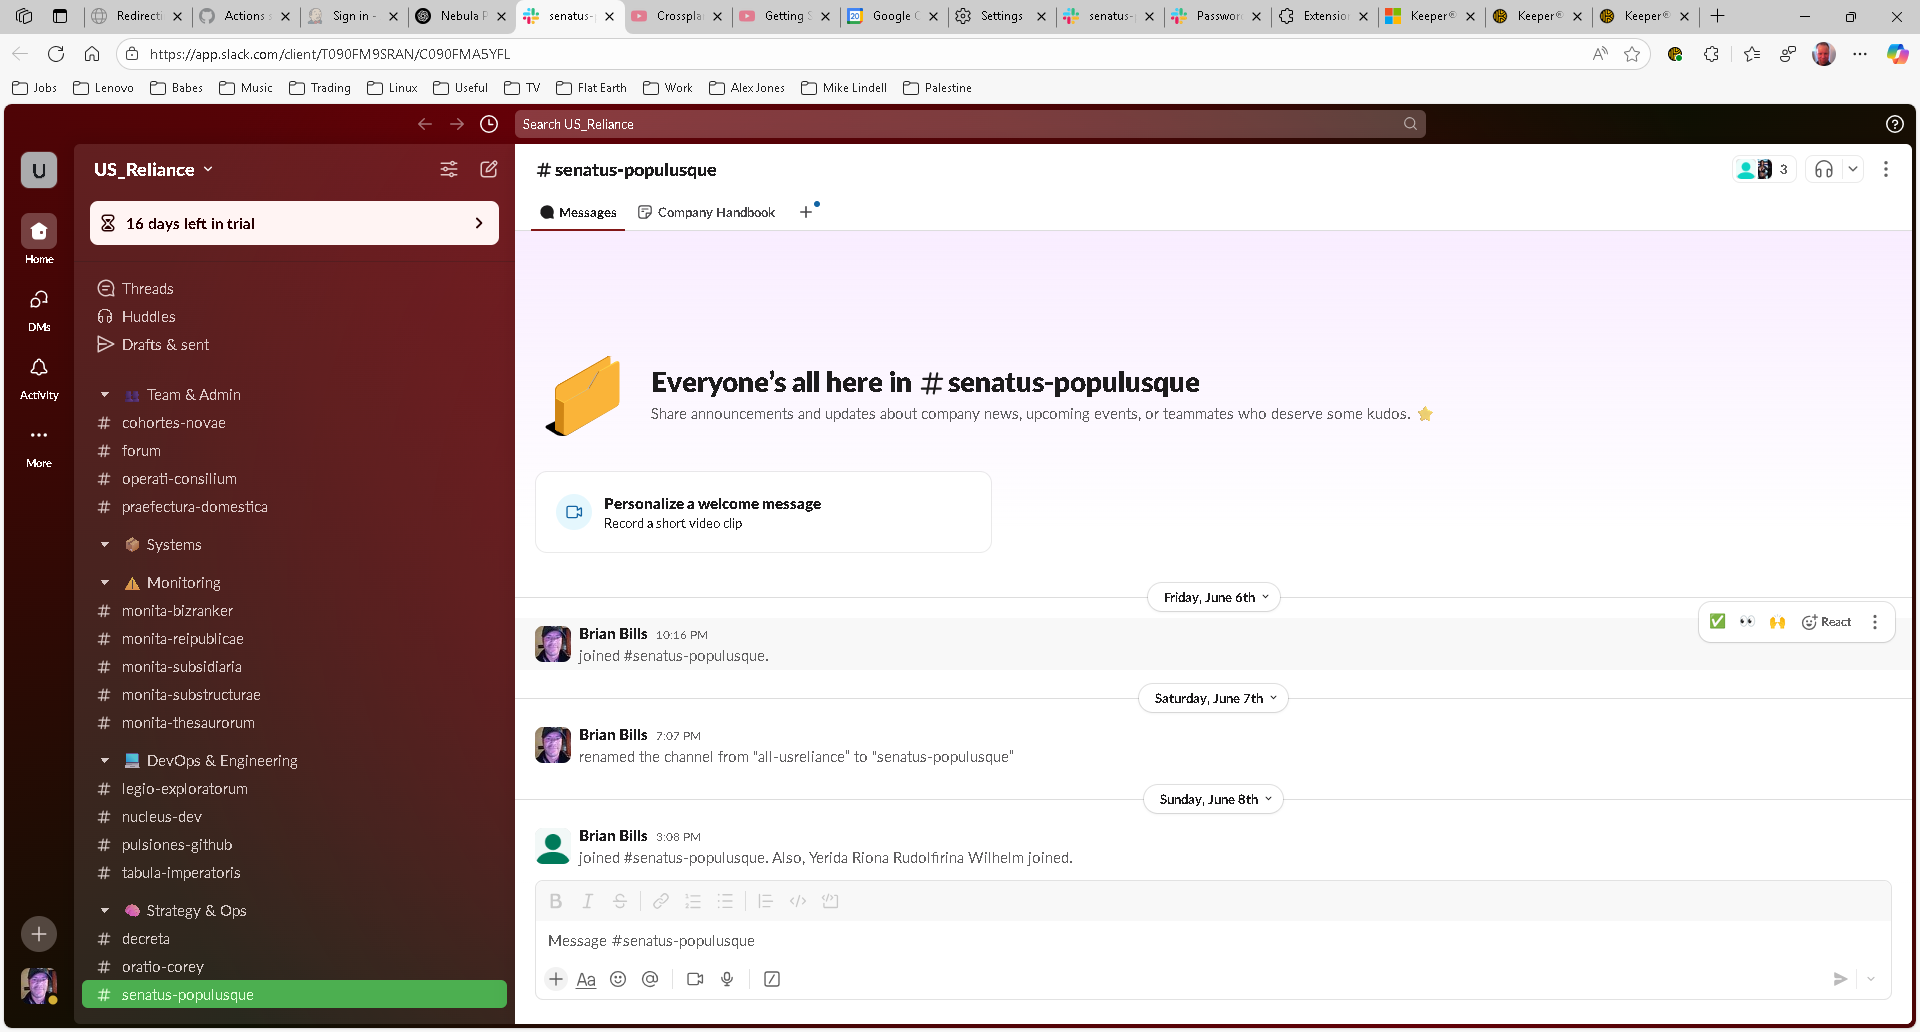 Redirecti
Actions s
Sign in -
Nebula P
senatus-p
Crosspla
Getting S
Google C
Settings
senatus-p
Passwor
Extension
Keeper®
Keeper®
Keeper®
https://app.slack.com/client/T090FM9SRAN/C090FMA5YFL
Jobs
Lenovo
Babes
Music
Trading
Linux
Useful
TV
Flat Earth
Work
Alex Jones
Mike Lindell
Palestine
Search US_Reliance
U
US_Reliance
16 days left in trial
Home
DMs
Activity
More
Threads
Huddles
Drafts & sent
Team & Admin
# cohortes-novae
# forum
# operati-consilium
# praefectura-domestica
Systems
Monitoring
# monita-bizranker
# monita-reipublicae
# monita-subsidiaria
# monita-substructurae
# monita-thesaurorum
DevOps & Engineering
# legio-exploratorum
# nucleus-dev
# pulsiones-github
# tabula-imperatoris
Strategy & Ops
# decreta
# oratio-corey
# senatus-populusque
# senatus-populusque
3
Messages
Company Handbook
Everyone's all here in # senatus-populusque
Share announcements and updates about company news, upcoming events, or teammates who deserve some kudos. ⭐
Personalize a welcome message
Record a short video clip
Friday, June 6th
Brian Bills 10:16 PM
joined #senatus-populusque.
React
Saturday, June 7th
Brian Bills 7:07 PM
renamed the channel from "all-usreliance" to "senatus-populusque"
Sunday, June 8th
Brian Bills 3:08 PM
joined #senatus-populusque. Also, Yerida Riona Rudolfirina Wilhelm joined.
B I S
Message #senatus-populusque
Aa